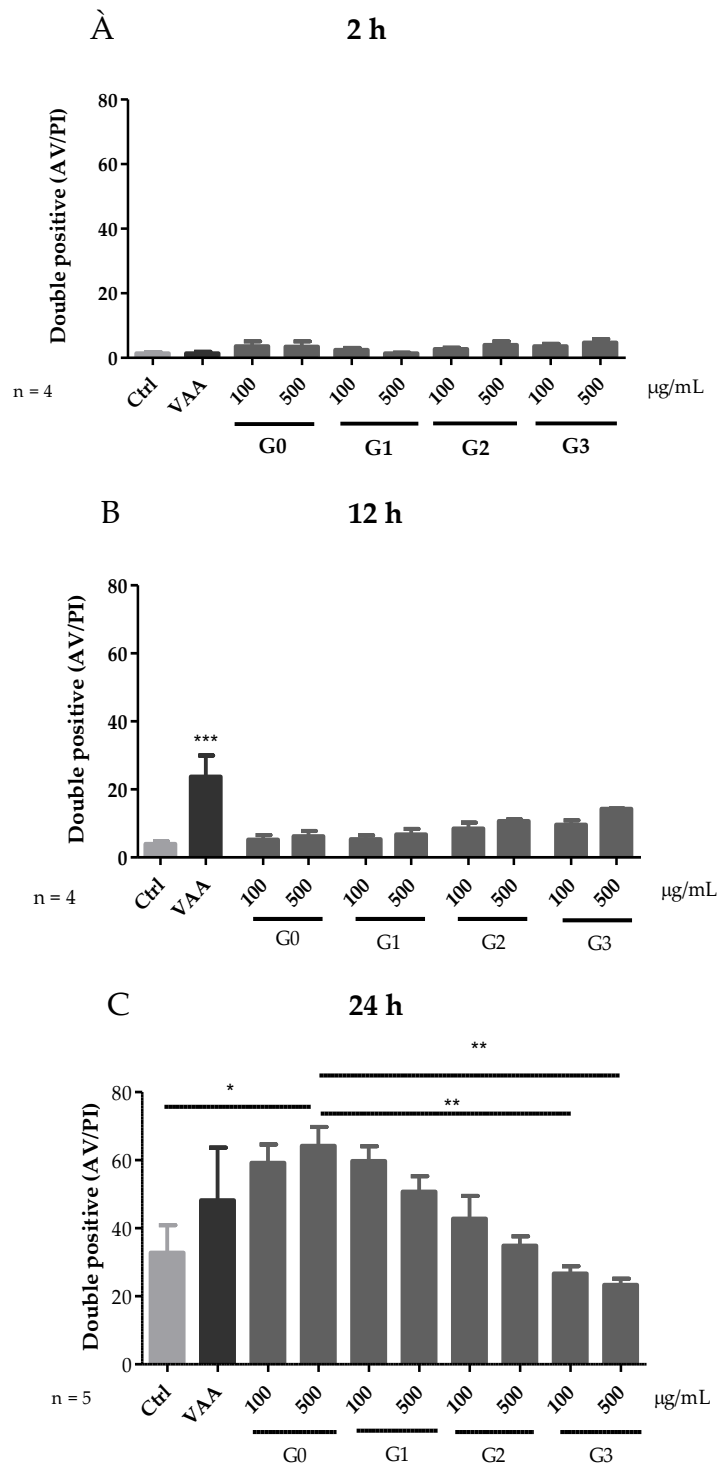 À 2 h
Double positive (AV/PI)
80
60
40
20
0
Ctrl VAA 100 500 100 500 100 500 100 500 µg/mL
n = 4
G0 G1 G2 G3
B 12 h
Double positive (AV/PI)
80
60
40
20
0
***
Ctrl VAA 100 500 100 500 100 500 100 500 µg/mL
n = 4
G0 G1 G2 G3
C 24 h
**
*
**
Double positive (AV/PI)
80
60
40
20
0
Ctrl VAA 100 500 100 500 100 500 100 500 µg/mL
n = 5
G0 G1 G2 G3